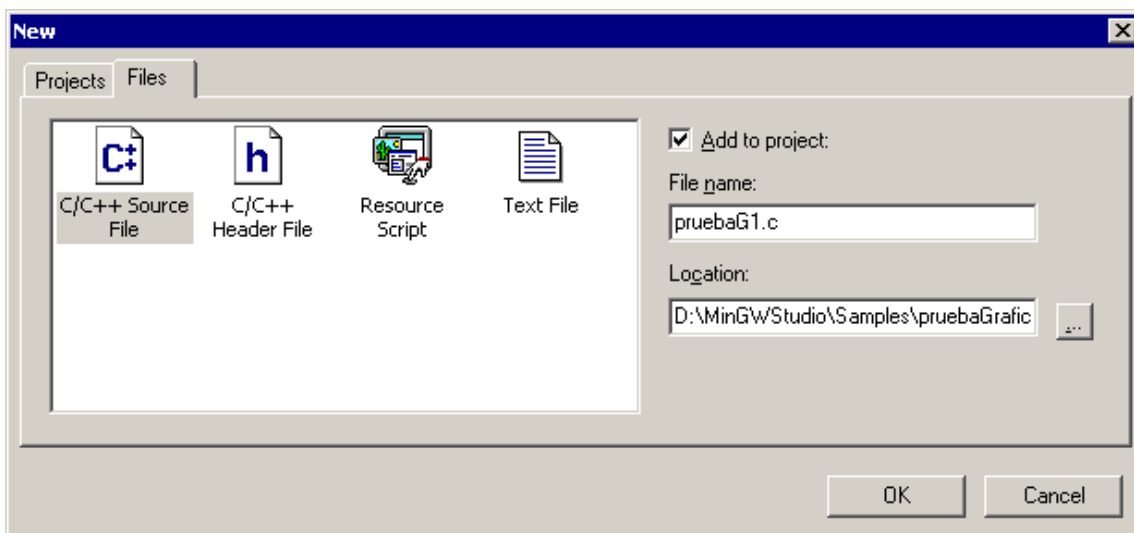 New
Projects
Files
C/C++ Source
File
C/C++
Header File
Resource
Script
Text File
Add to project:
File name:
pruebaG1.c
Location:
D:\MinGWStudio\Samples\pruebaGrafic
...
OK
Cancel